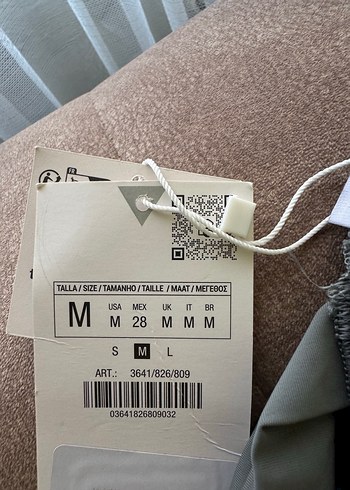 TALLA / SIZE / TAMANHO / TAILLE / MAAT / ΜΕΓΕΘΟΣ
M
USA MEX UK IT BR
M 28 M M M
S M L
ART.: 3641/826/809
03641826809032